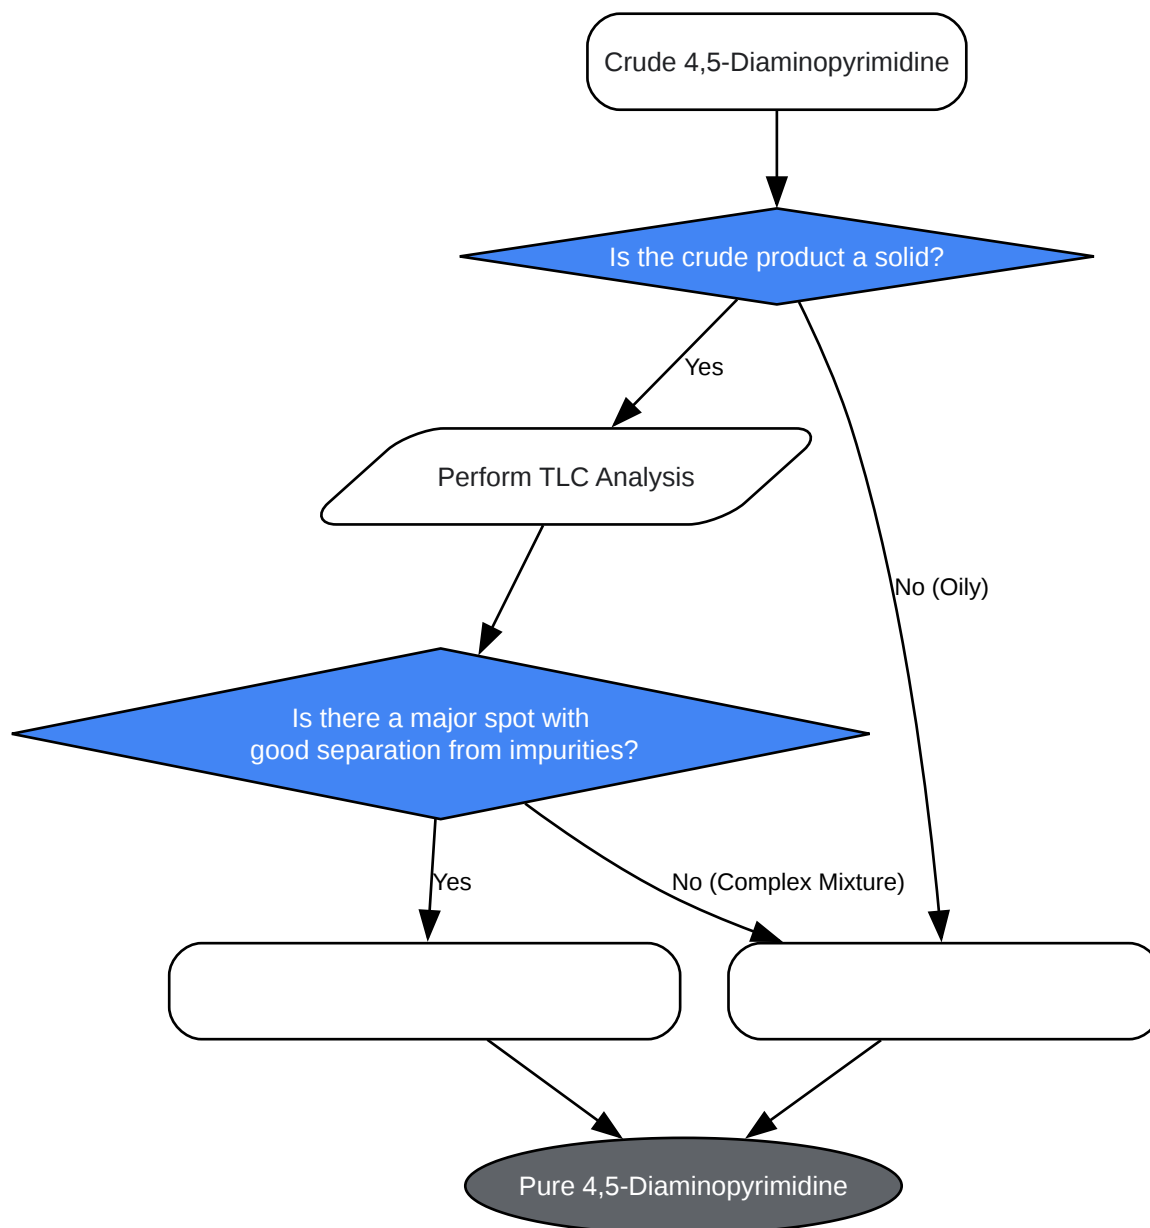 Crude 4,5-Diaminopyrimidine
Is the crude product a solid?
Yes
Perform TLC Analysis
No (Oily)
Is there a major spot with
good separation from impurities?
Yes
No (Complex Mixture)
Pure 4,5-Diaminopyrimidine